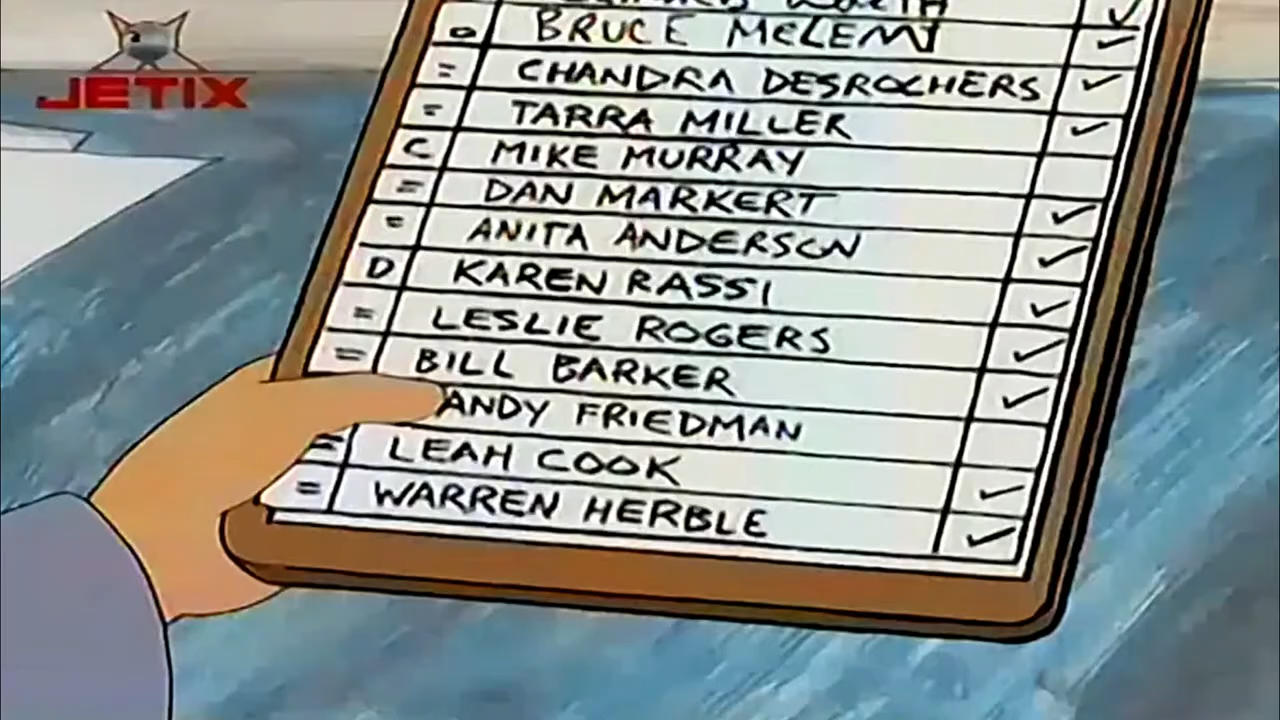 JETIX
✓
o BRUCE MCLEMN ✓
= CHANDRA DESROCHERS ✓
= TARRA MILLER ✓
C MIKE MURRAY
= DAN MARKERT ✓
= ANITA ANDERSON ✓
D KAREN RASSI ✓
= LESLIE ROGERS ✓
= BILL BARKER ✓
ANDY FRIEDMAN
= LEAH COOK ✓
= WARREN HERBLE ✓